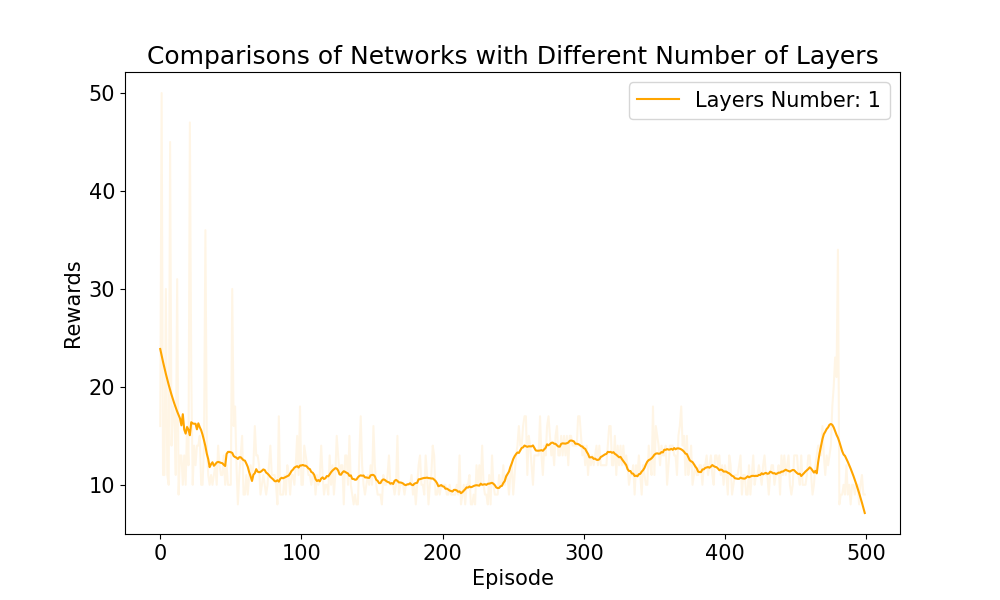 Comparisons of Networks with Different Number of Layers
Layers Number: 1
Rewards
50
40
30
20
10
0 100 200 300 400 500
Episode